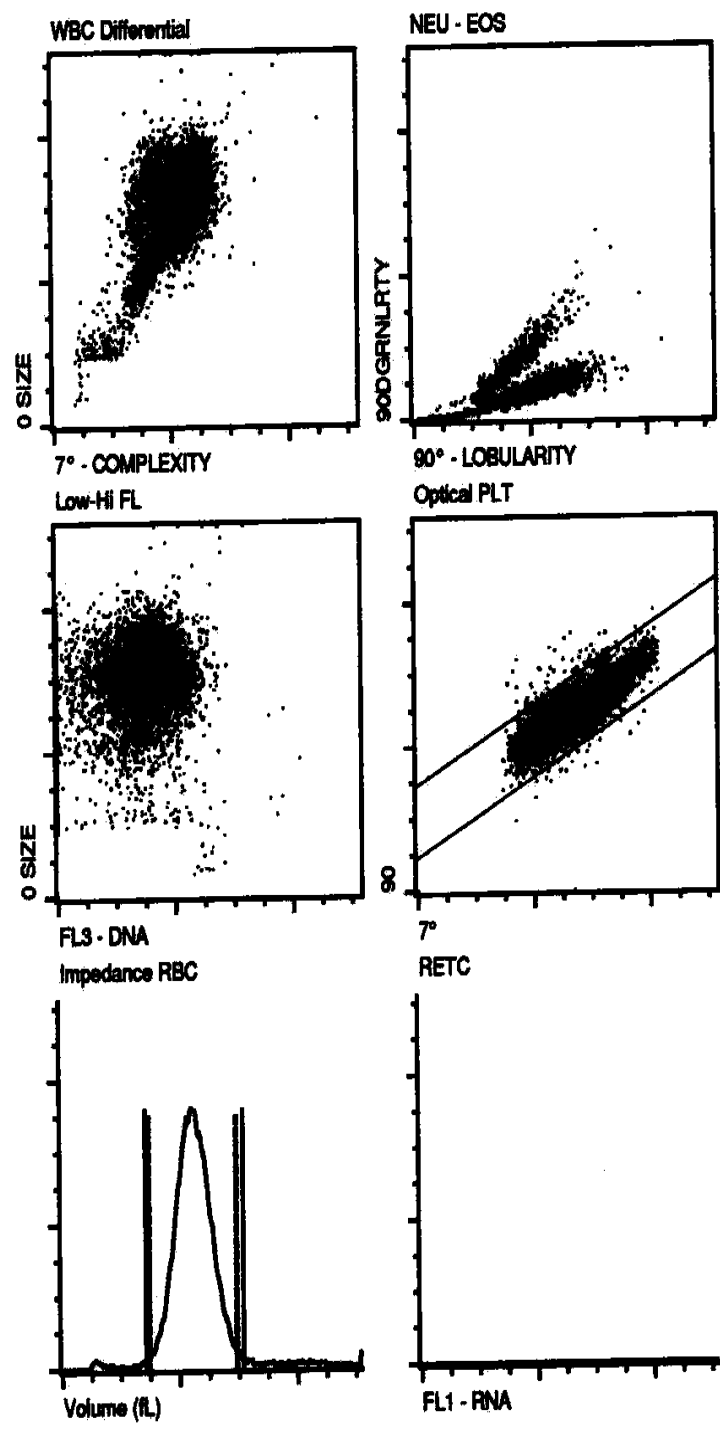 WBC Differential
NEU - EOS
0 SIZE
90DGRNLRTY
7° - COMPLEXITY
90° - LOBULARITY
Low-Hi FL
Optical PLT
0 SIZE
90
FL3 - DNA
7°
Impedance RBC
RETC
Volume (fL)
FL1 - RNA